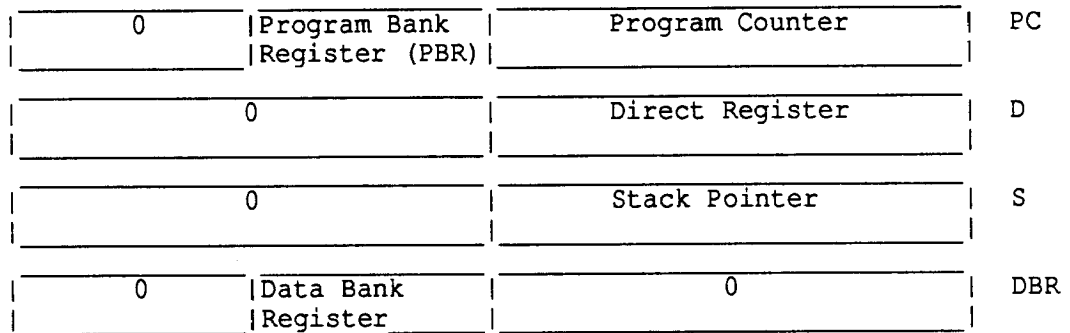 0 |Program Bank | Program Counter | PC
|Register (PBR)|
0 | Direct Register | D
0 | Stack Pointer | S
0 |Data Bank | 0 | DBR
|Register |